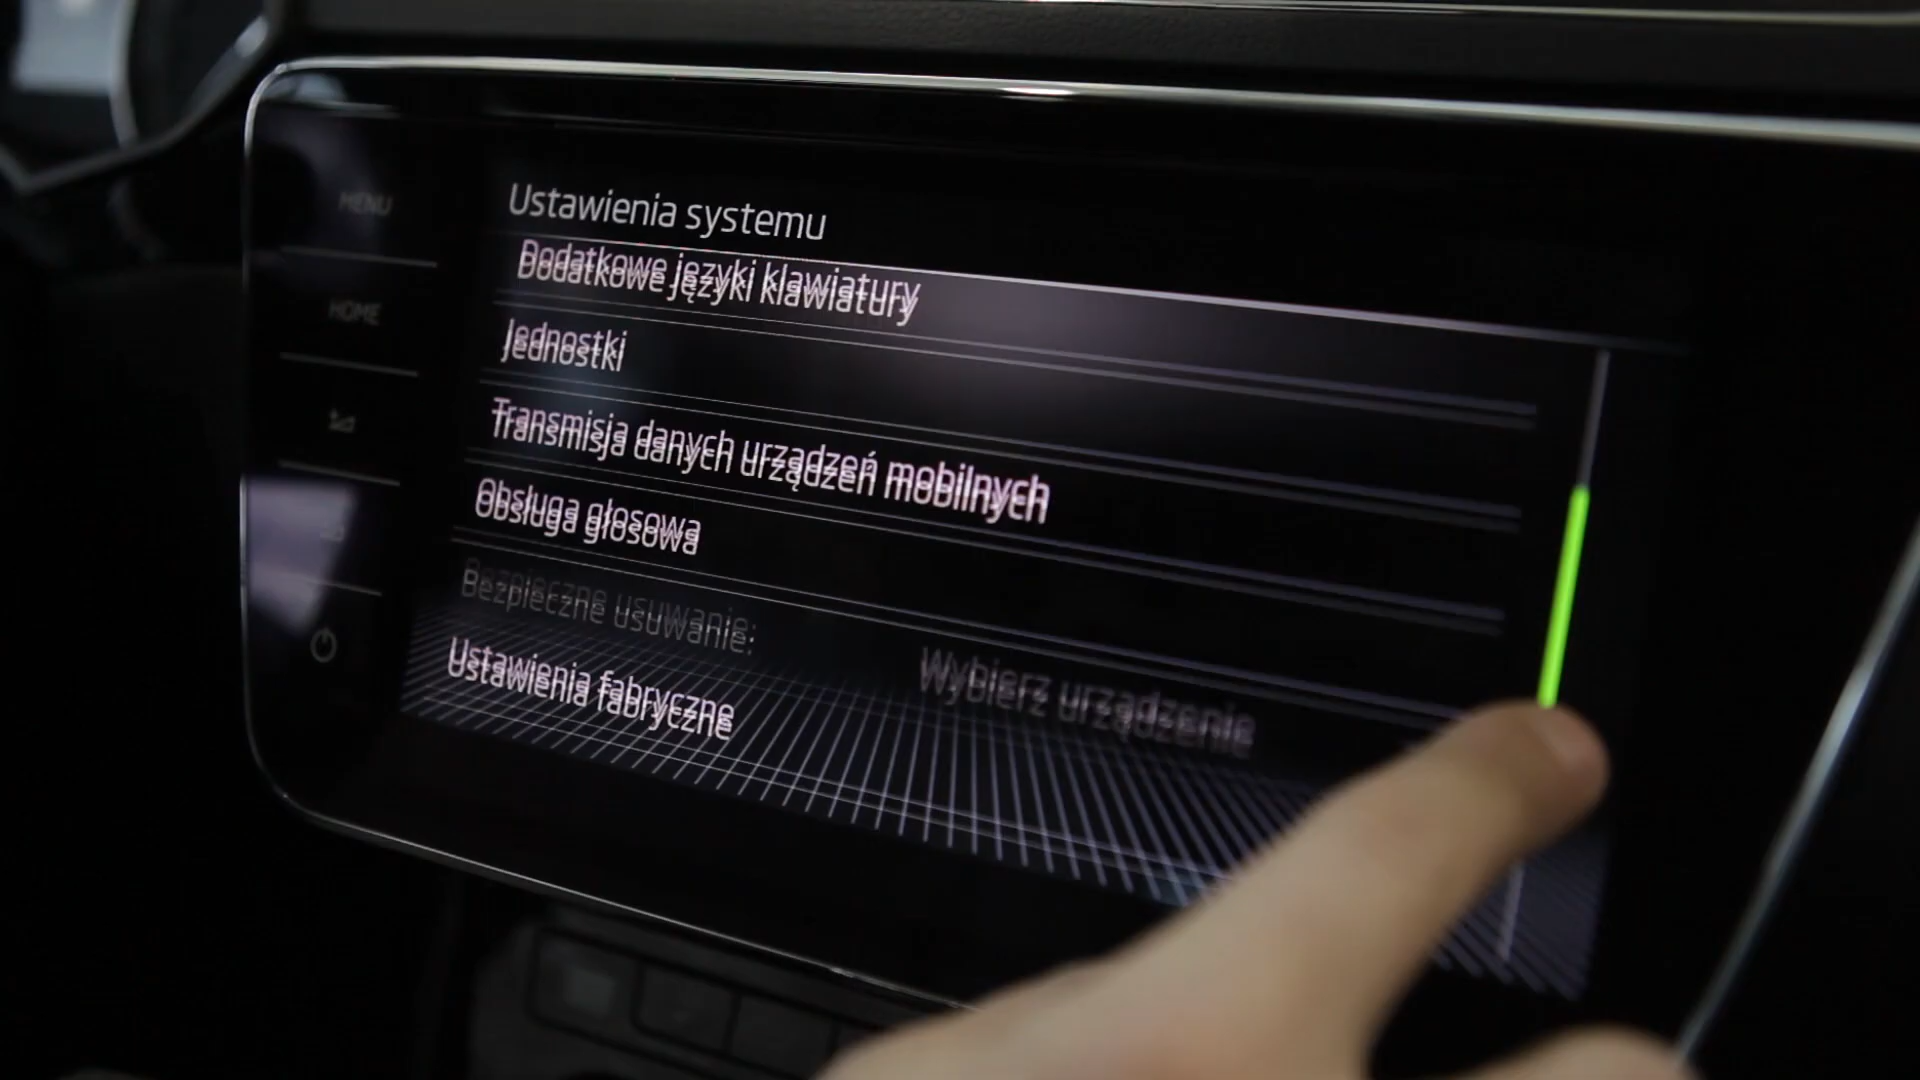 MENU
HOME
Ustawienia systemu
Dodatkowe języki klawiatury
Jednostki
Transmisja danych urządzeń mobilnych
Obsługa głosowa
Bezpieczne usuwanie: Wybierz urządzenie
Ustawienia fabryczne